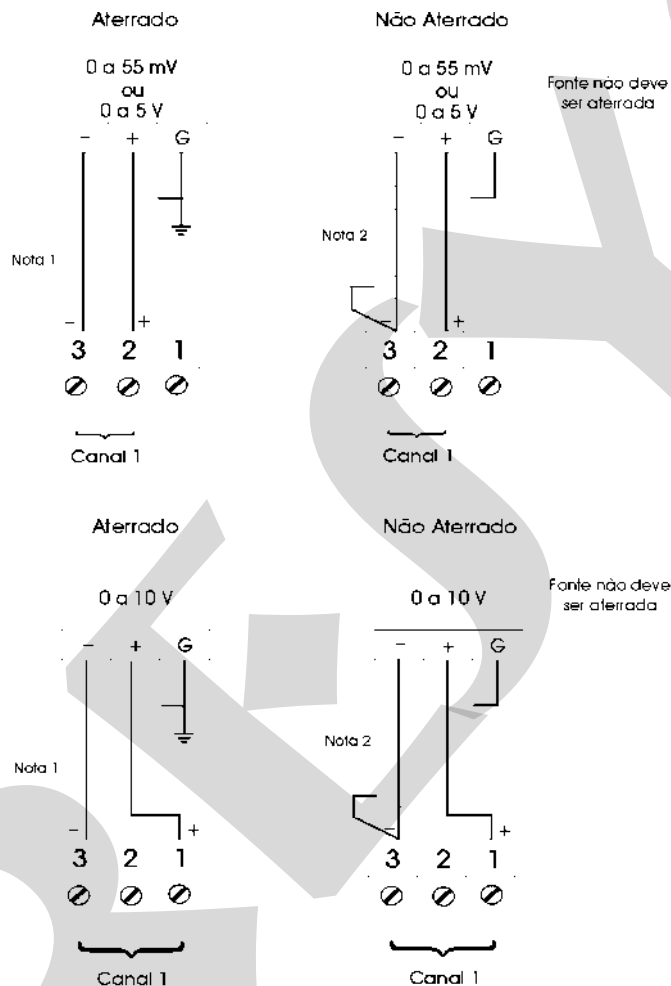 Aterrado
0 a 55 mV
ou
0 a 5 V
- + G
Nota 1
- +
3 2 1
Canal 1
Não Aterrado
0 a 55 mV
ou
0 a 5 V
- + G
Fonte não deve
ser aterrada
Nota 2
- +
3 2 1
Canal 1
Aterrado
0 a 10 V
- + G
Nota 1
- +
3 2 1
Canal 1
Não Aterrado
0 a 10 V
- + G
Fonte não deve
ser aterrada
Nota 2
- +
3 2 1
Canal 1